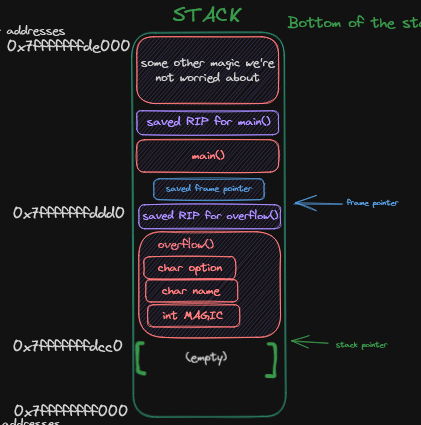 STACK
Bottom of the sta
addresses
0x7fffffffde000
some other magic we're
not worried about
saved RIP for main()
main()
saved frame pointer
frame pointer
0x7fffffffddd0
saved RIP for overflow()
overflow()
char option
char name
int MAGIC
0x7fffffffdcc0
(empty)
stack pointer
0x7ffffffff000
addresses